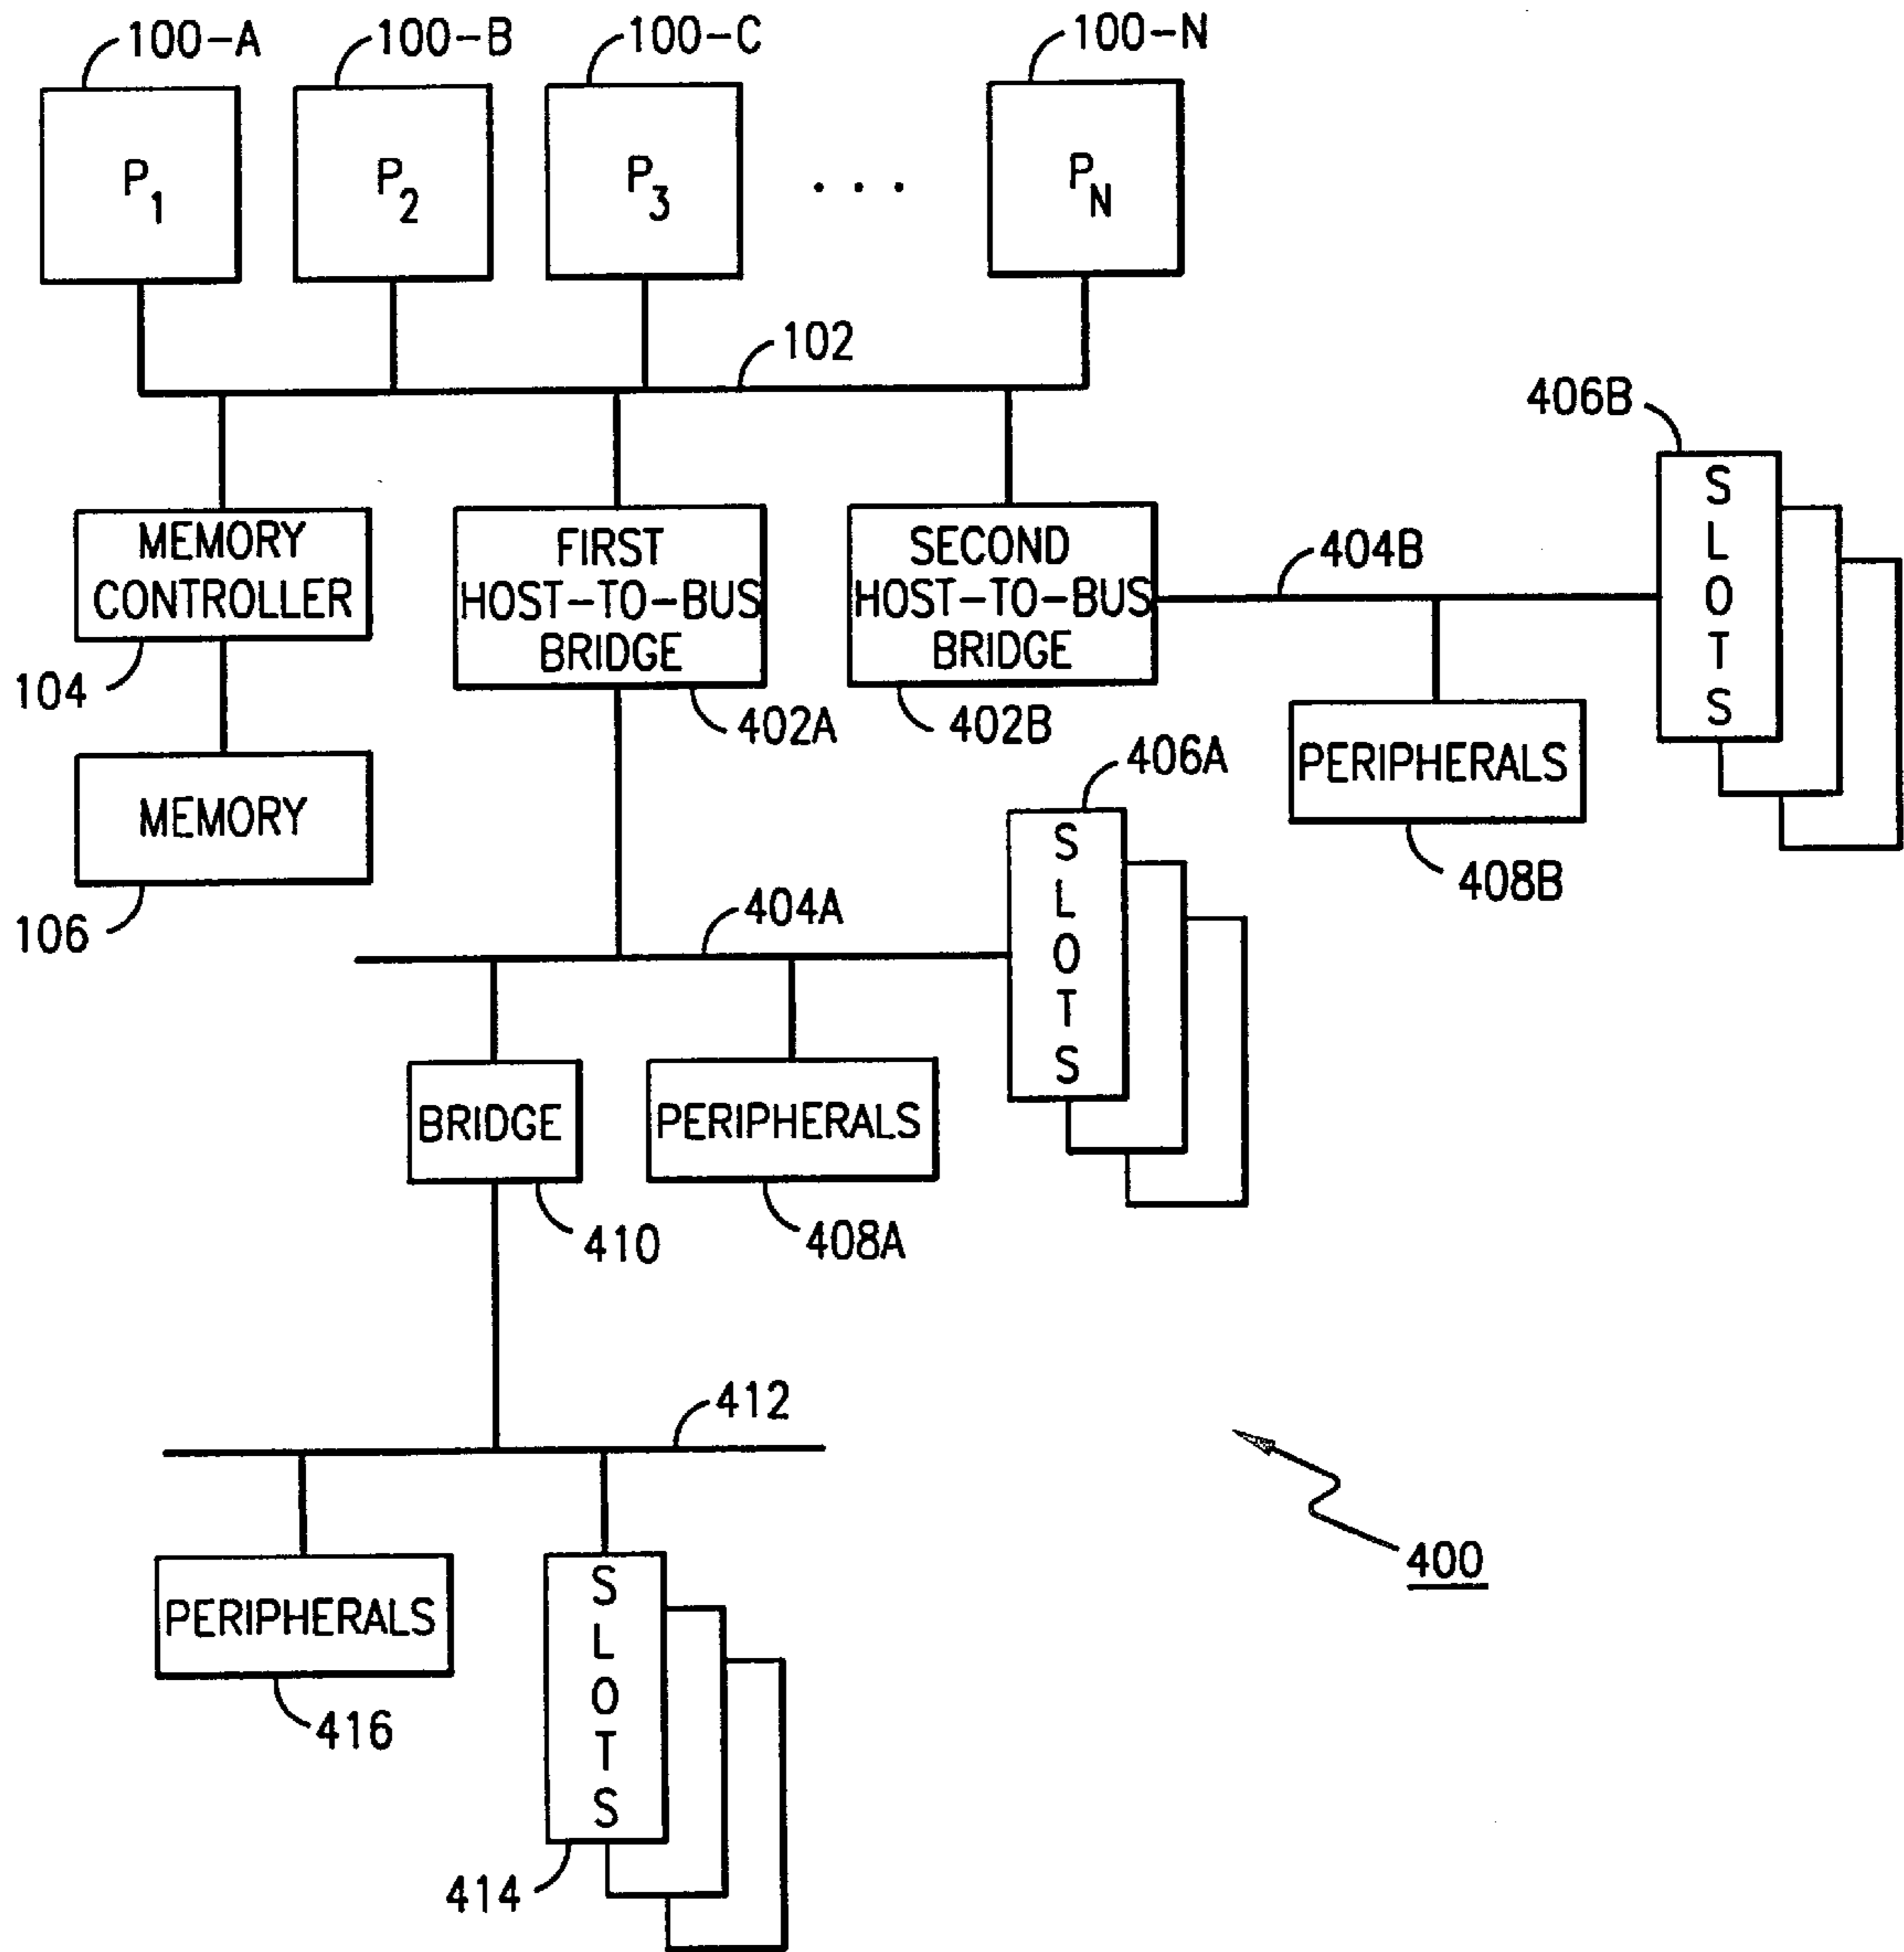 100-A
100-B
100-C
100-N
P1
P2
P3
. . .
PN
102
406B
MEMORY
CONTROLLER
104
FIRST
HOST-TO-BUS
BRIDGE
402A
SECOND
HOST-TO-BUS
BRIDGE
402B
404B
SLOTS
PERIPHERALS
408B
MEMORY
106
406A
SLOTS
404A
BRIDGE
410
PERIPHERALS
408A
412
PERIPHERALS
416
SLOTS
414
400